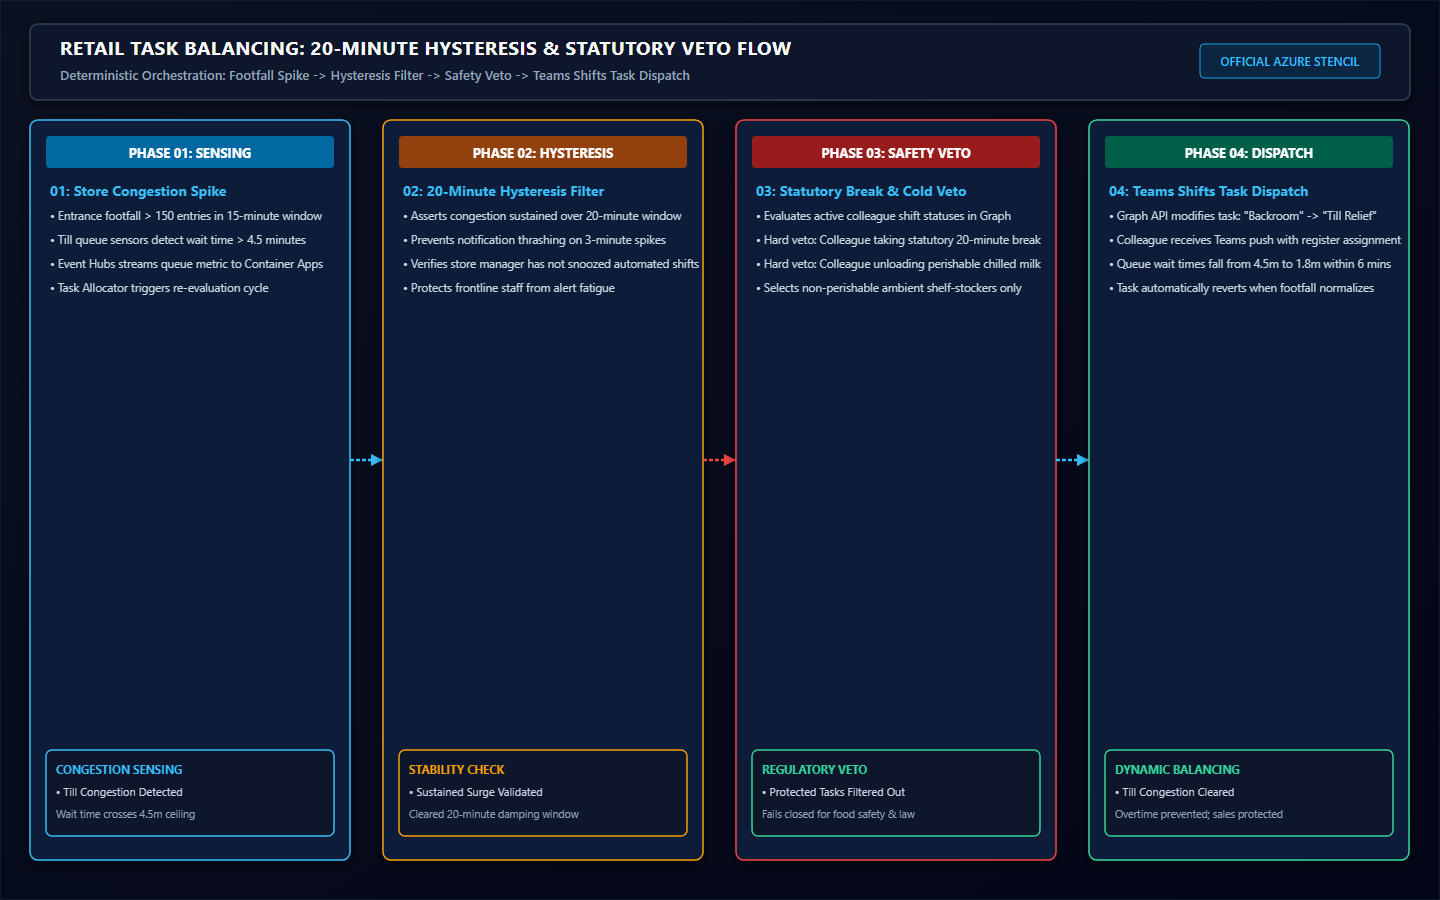 RETAIL TASK BALANCING: 20-MINUTE HYSTERESIS & STATUTORY VETO FLOW
Deterministic Orchestration: Footfall Spike -> Hysteresis Filter -> Safety Veto -> Teams Shifts Task Dispatch
OFFICIAL AZURE STENCIL
PHASE 01: SENSING
01: Store Congestion Spike
• Entrance footfall > 150 entries in 15-minute window
• Till queue sensors detect wait time > 4.5 minutes
• Event Hubs streams queue metric to Container Apps
• Task Allocator triggers re-evaluation cycle
CONGESTION SENSING
• Till Congestion Detected
Wait time crosses 4.5m ceiling
PHASE 02: HYSTERESIS
02: 20-Minute Hysteresis Filter
• Asserts congestion sustained over 20-minute window
• Prevents notification thrashing on 3-minute spikes
• Verifies store manager has not snoozed automated shifts
• Protects frontline staff from alert fatigue
STABILITY CHECK
• Sustained Surge Validated
Cleared 20-minute damping window
PHASE 03: SAFETY VETO
03: Statutory Break & Cold Veto
• Evaluates active colleague shift statuses in Graph
• Hard veto: Colleague taking statutory 20-minute break
• Hard veto: Colleague unloading perishable chilled milk
• Selects non-perishable ambient shelf-stockers only
REGULATORY VETO
• Protected Tasks Filtered Out
Fails closed for food safety & law
PHASE 04: DISPATCH
04: Teams Shifts Task Dispatch
• Graph API modifies task: "Backroom" -> "Till Relief"
• Colleague receives Teams push with register assignment
• Queue wait times fall from 4.5m to 1.8m within 6 mins
• Task automatically reverts when footfall normalizes
DYNAMIC BALANCING
• Till Congestion Cleared
Overtime prevented; sales protected